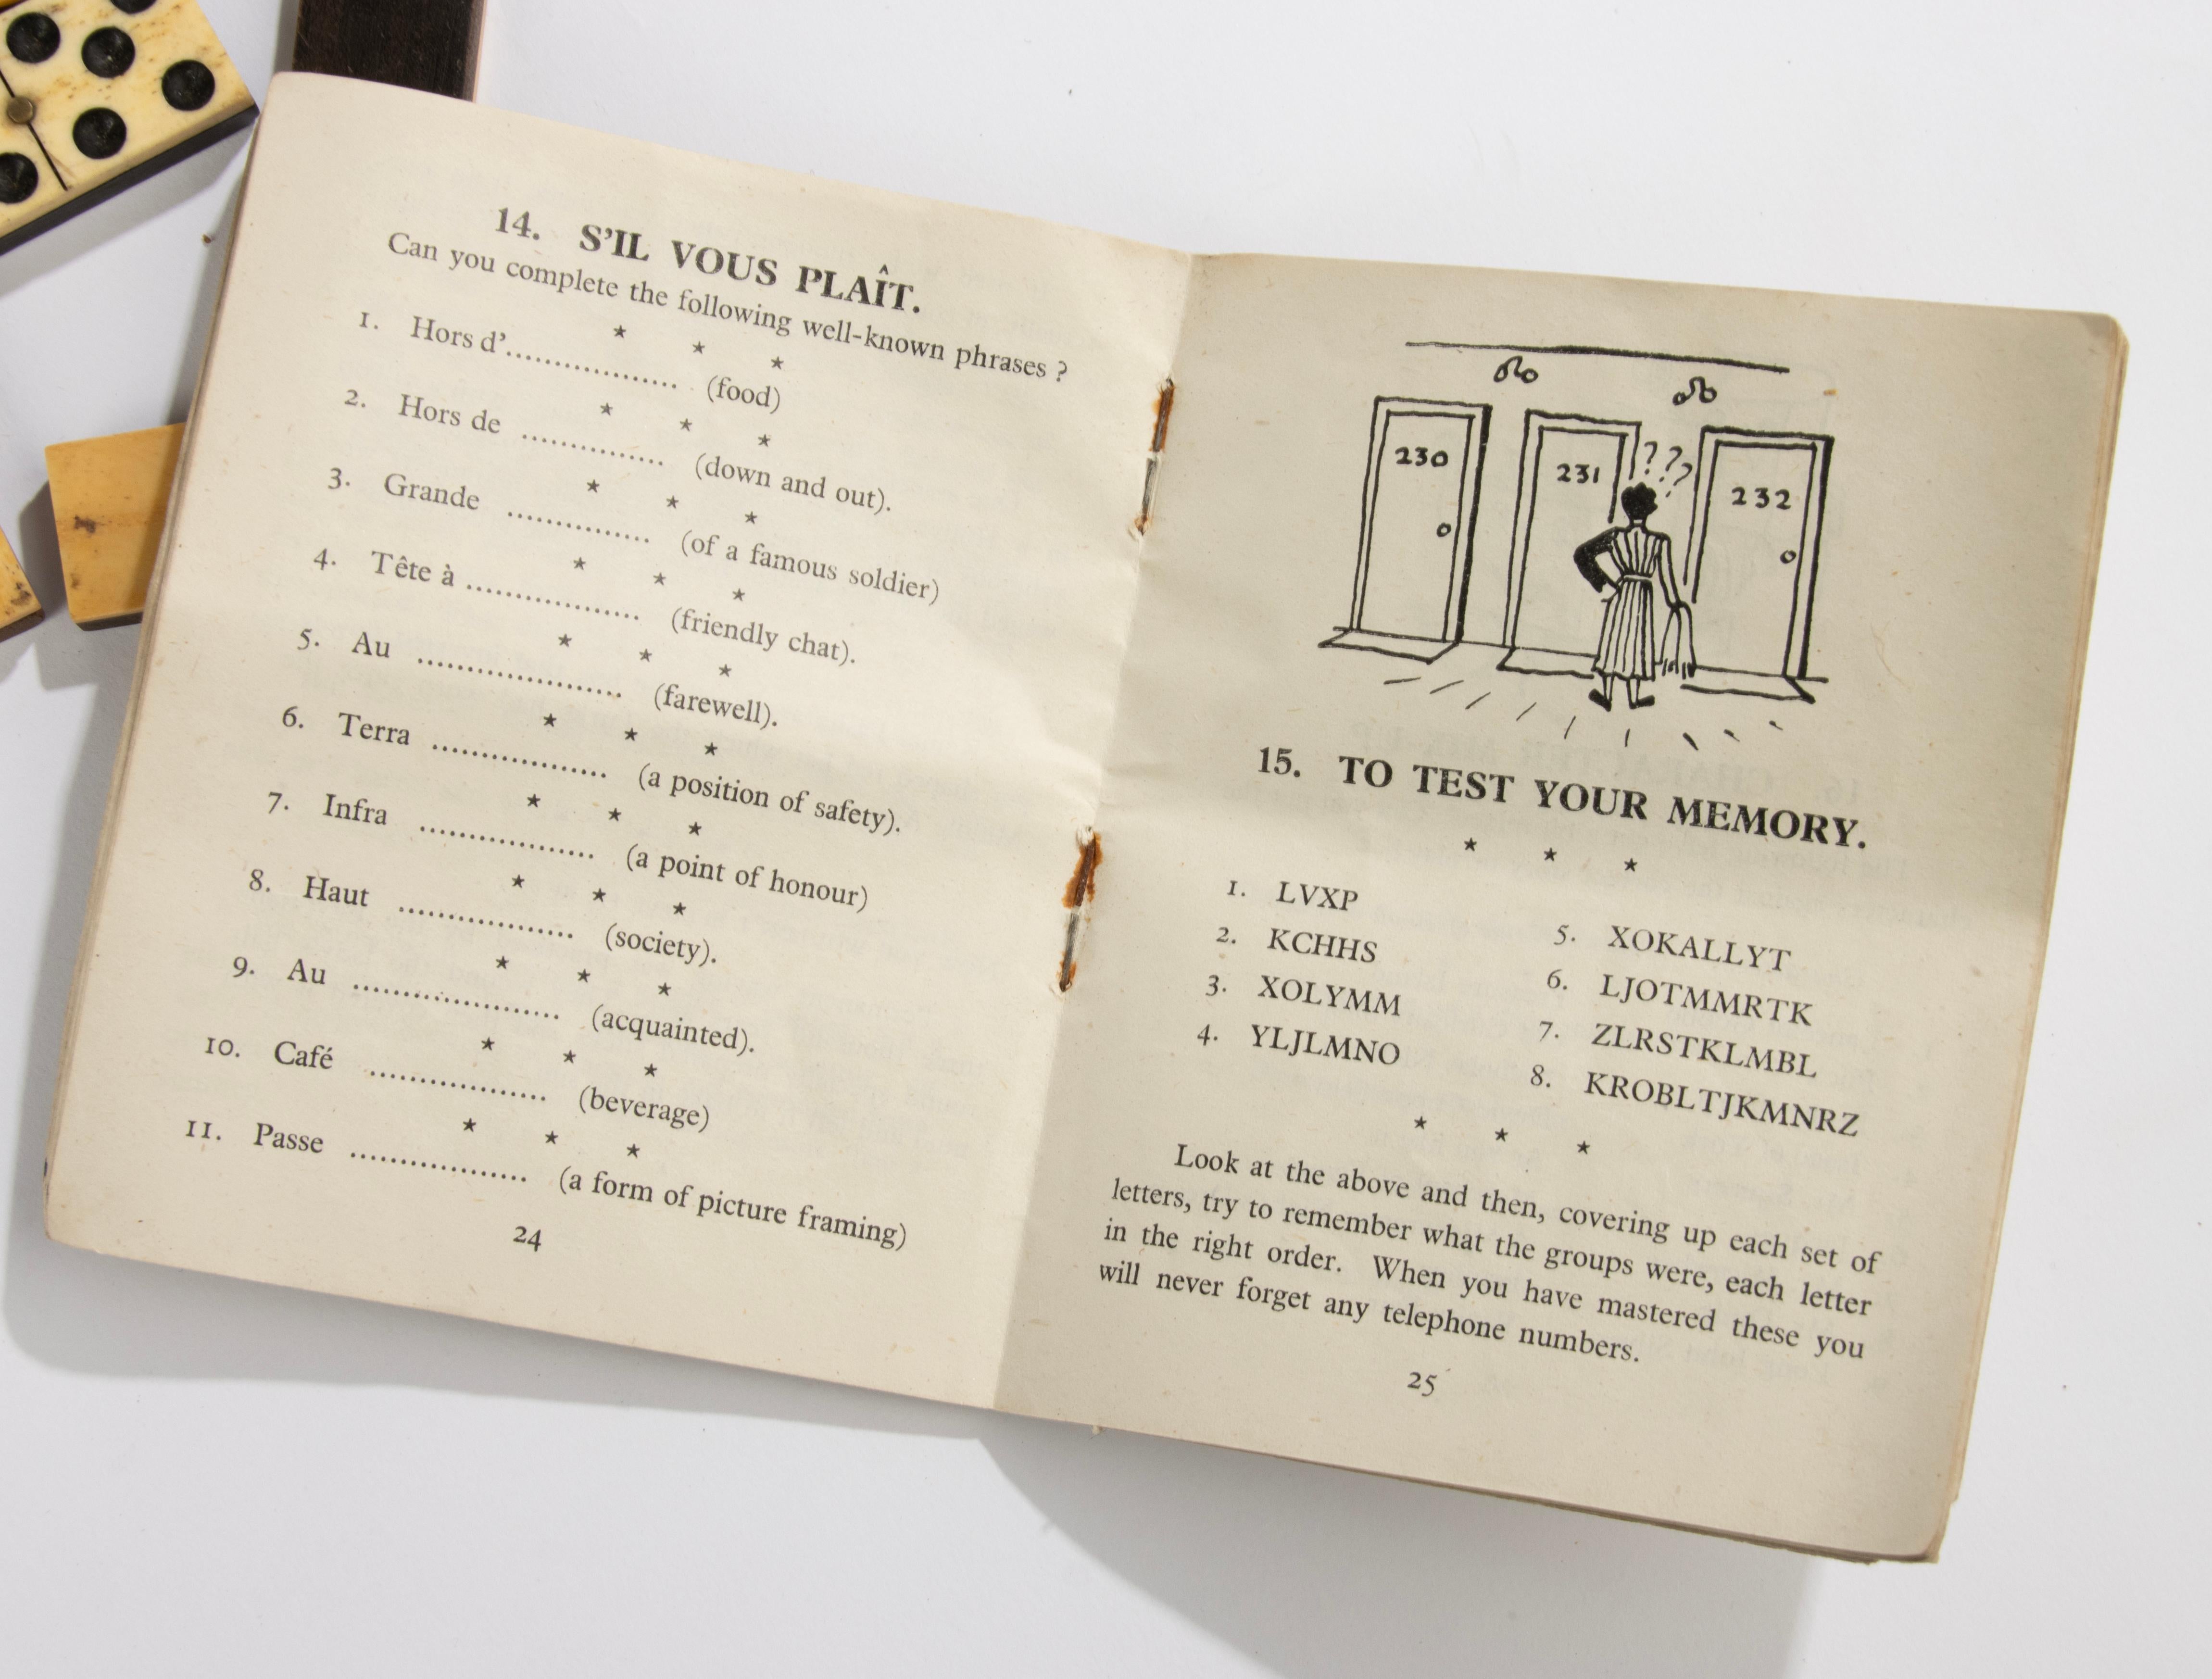 14. S'IL VOUS PLAÎT.
Can you complete the following well-known phrases ?
* * *
1. Hors d'.................. (food)
* * *
2. Hors de .............. (down and out).
* * *
3. Grande .............. (of a famous soldier)
* * *
4. Tête à ................. (friendly chat).
* * *
5. Au .................... (farewell).
* * *
6. Terra ................. (a position of safety).
* * *
7. Infra ................. (a point of honour)
* * *
8. Haut ................. (society).
* * *
9. Au .................... (acquainted).
* * *
10. Café ................. (beverage)
* * *
11. Passe ................. (a form of picture framing)
24
230
231
???
232
15. TO TEST YOUR MEMORY.
* * *
1. LVXP
2. KCHHS
3. XOLYMM
4. YLJLMNO
5. XOKALLYT
6. LJOTMMRTK
7. ZLRSTKLMBL
8. KROBLTJKMNRZ
* * *
Look at the above and then, covering up each set of
letters, try to remember what the groups were, each letter
in the right order. When you have mastered these you
will never forget any telephone numbers.
25